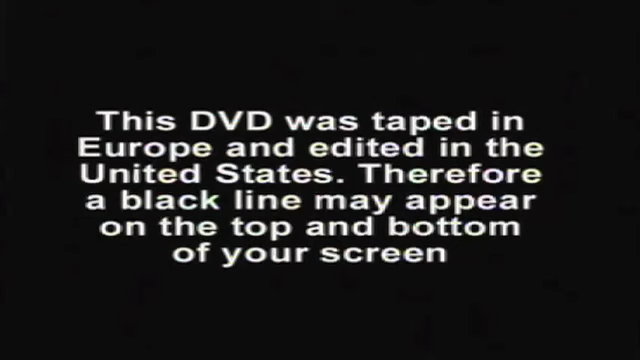 This DVD was taped in
Europe and edited in the
United States. Therefore
a black line may appear
on the top and bottom
of your screen